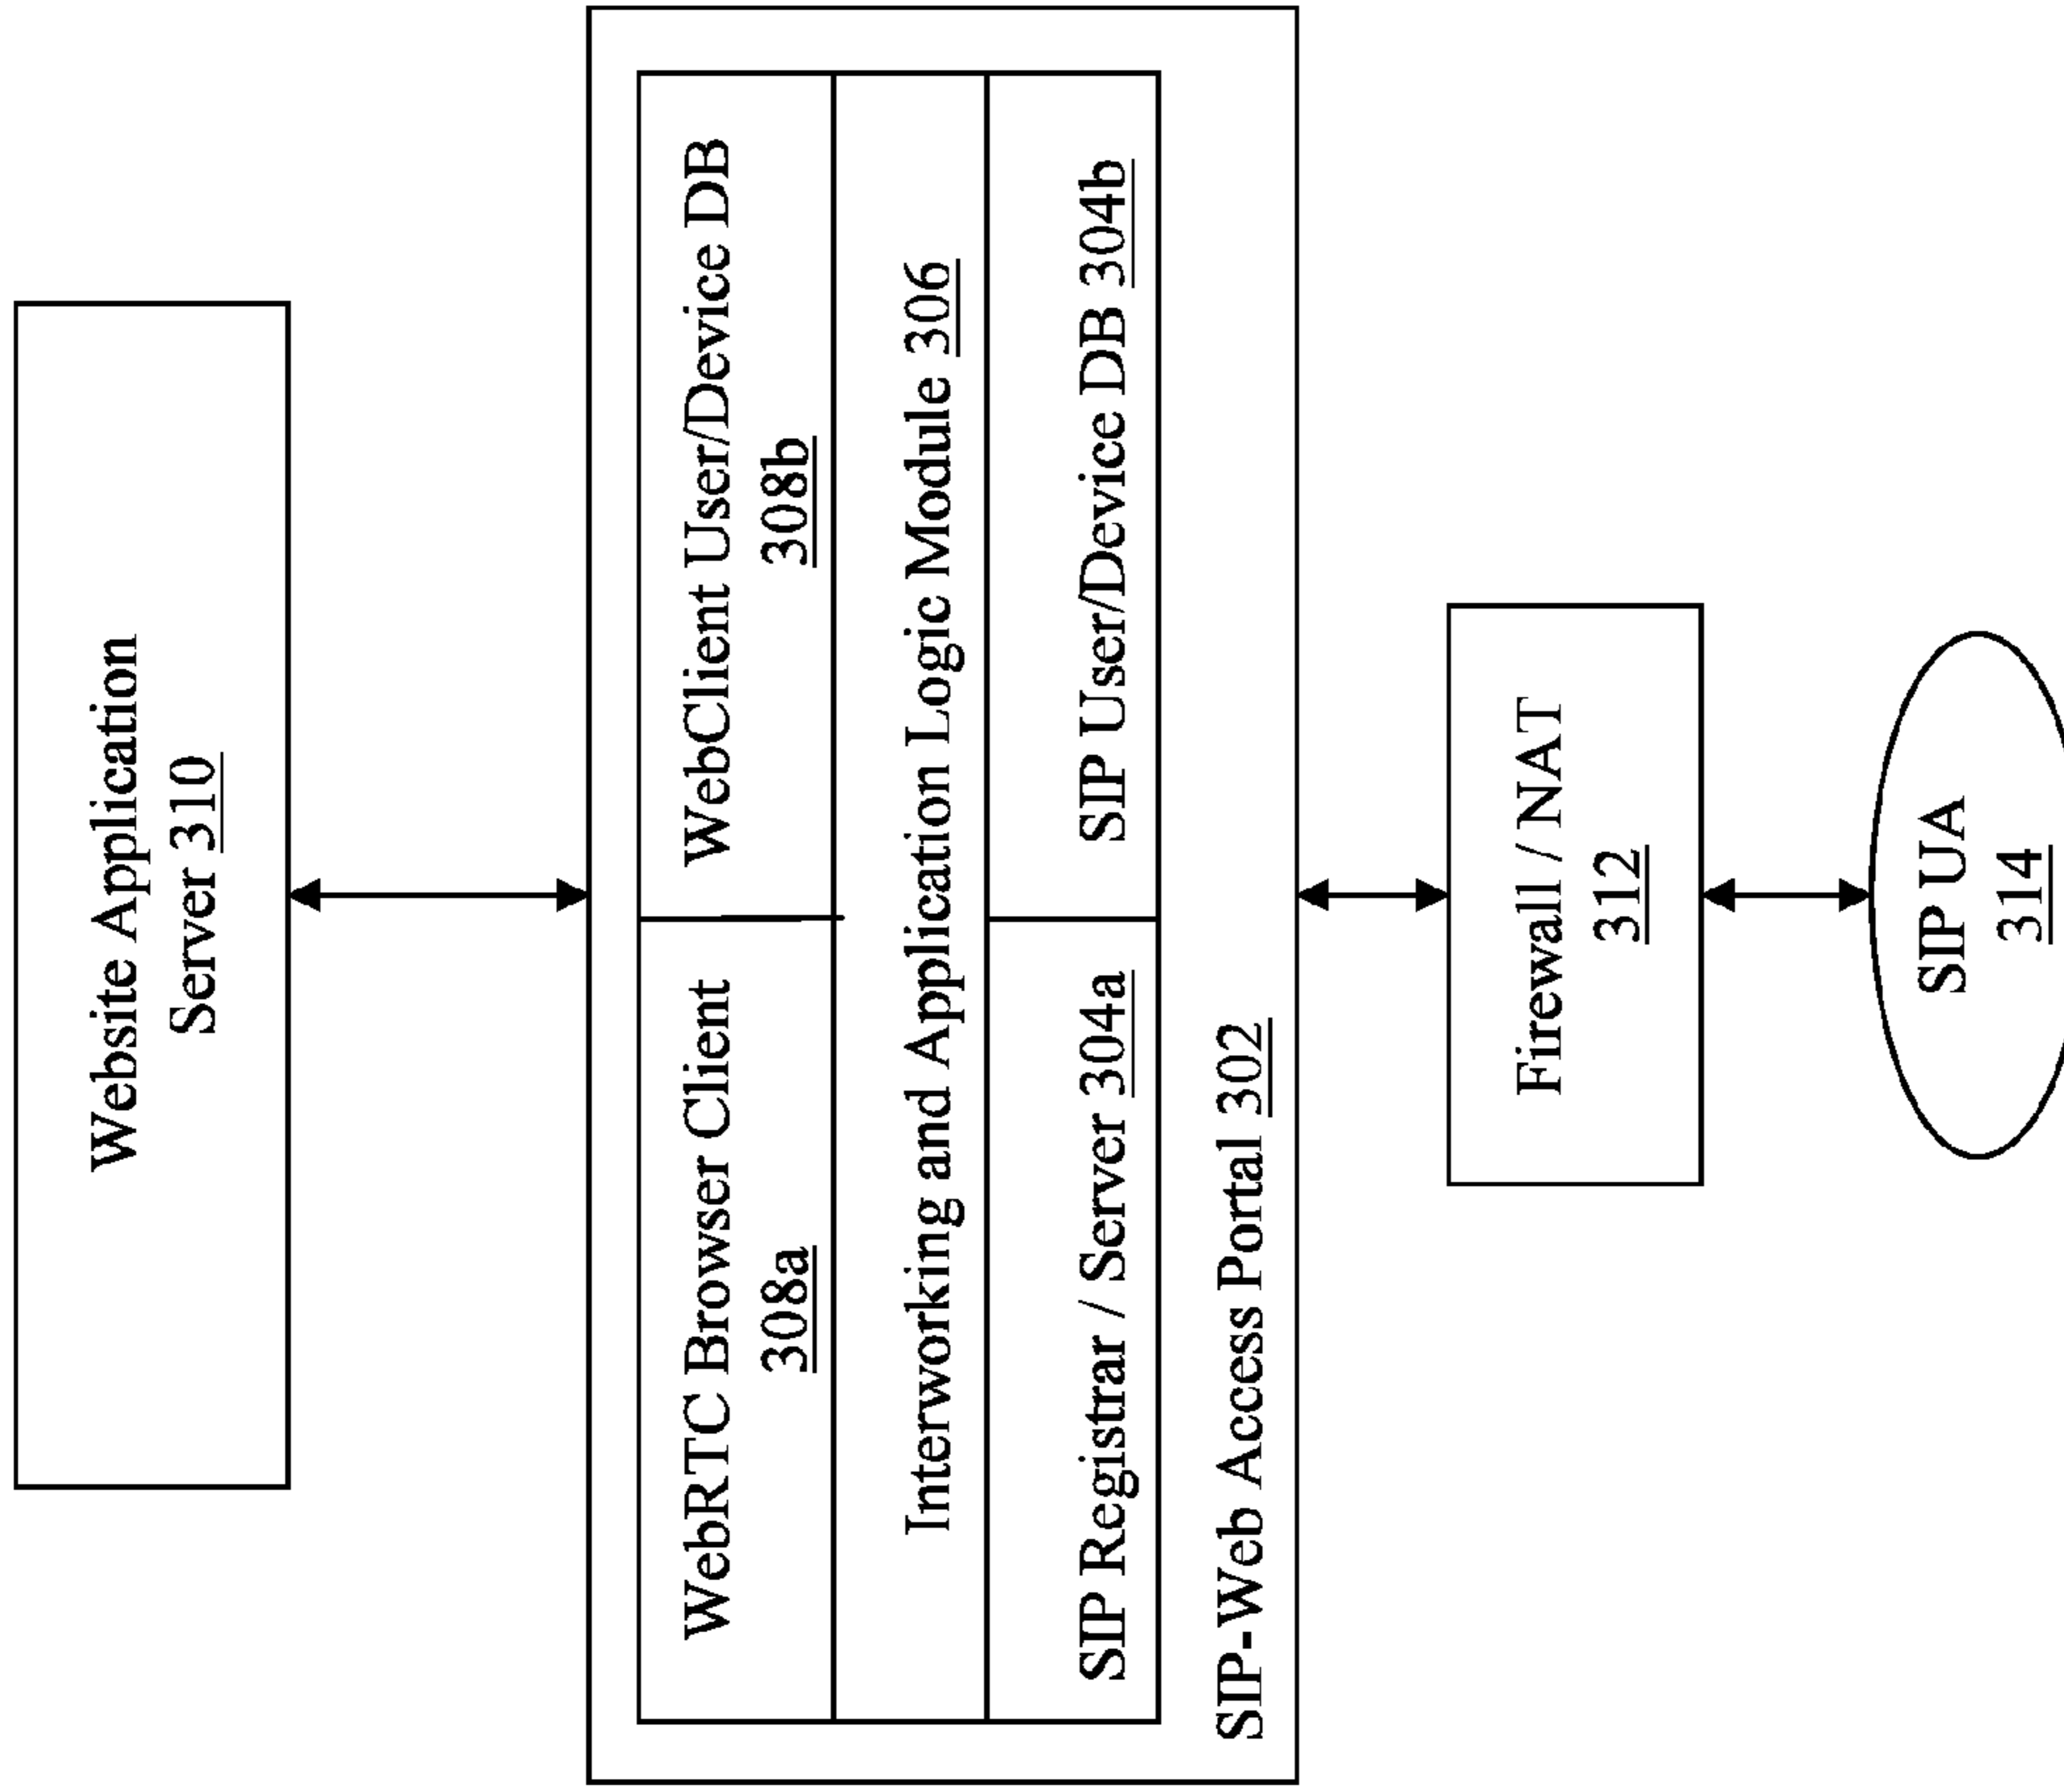 Website Application
Server 310
WebRTC Browser Client
308a
WebClient User/Device DB
308b
Interworking and Application Logic Module 306
SIP Registrar / Server 304a
SIP User/Device DB 304b
SIP-Web Access Portal 302
Firewall / NAT
312
SIP UA
314